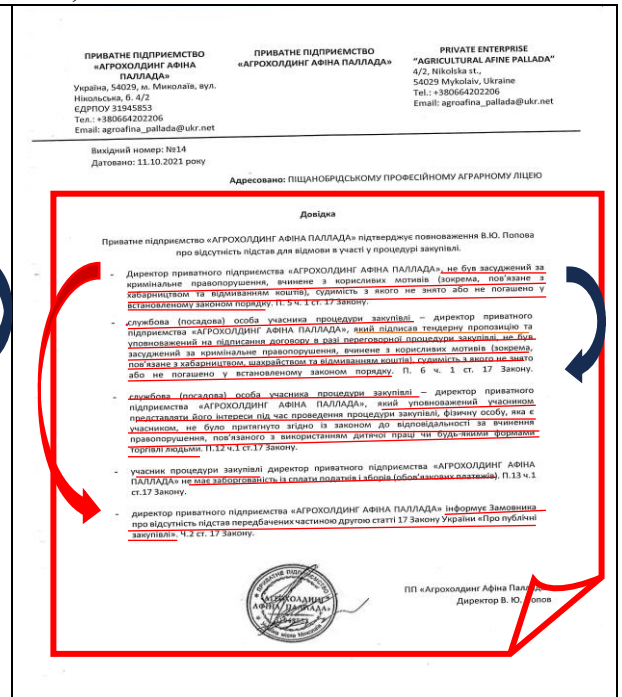 ПРИВАТНЕ ПІДПРИЄМСТВО
«АГРОХОЛДИНГ АФІНА
ПАЛЛАДА»
Україна, 54029, м. Миколаїв, вул.
Нікольська, б. 4/2
ЄДРПОУ 31945853
Тел.: +380664202206
Email: agroafina_pallada@ukr.net
ПРИВАТНЕ ПІДПРИЄМСТВО
«АГРОХОЛДИНГ АФІНА ПАЛЛАДА»
PRIVATE ENTERPRISE
“AGRICULTURAL AFINE PALLADA”
4/2, Nikolska st.,
54029 Mykolaiv, Ukraine
Tel.: +380664202206
Email: agroafina_pallada@ukr.net
Вихідний номер: №14
Датовано: 11.10.2021 року
Адресовано: ПІЩАНОБРІДСЬКОМУ ПРОФЕСІЙНОМУ АГРАРНОМУ ЛІЦЕЮ
Довідка
Приватне підприємство «АГРОХОЛДИНГ АФІНА ПАЛЛАДА» підтверджує повноваження В.Ю. Попова
про відсутність підстав для відмови в участі у процедурі закупівлі.
- Директор приватного підприємства «АГРОХОЛДИНГ АФІНА ПАЛЛАДА», не був засуджений за
кримінальне правопорушення, вчинене з корисливих мотивів (зокрема, пов'язане з
хабарництвом та відмиванням коштів), судимість з якого не знято або не погашено у
встановленому законом порядку. П. 5 ч. 1 ст. 17 Закону.
- службова (посадова) особа учасника процедури закупівлі – директор приватного
підприємства «АГРОХОЛДИНГ АФІНА ПАЛЛАДА», який підписав тендерну пропозицію та
уповноважений на підписання договору в разі переговорної процедури закупівлі, не був
засуджений за кримінальне правопорушення, вчинене з корисливих мотивів (зокрема,
пов'язане з хабарництвом, шахрайством та відмиванням коштів), судимість з якого не знято
або не погашено у встановленому законом порядку. П. 6 ч. 1 ст. 17 Закону.
- службова (посадова) особа учасника процедури закупівлі – директор приватного
підприємства «АГРОХОЛДИНГ АФІНА ПАЛЛАДА», який уповноважений учасником
представляти його інтереси під час проведення процедури закупівлі, фізичну особу, яка є
учасником, не було притягнуто згідно із законом до відповідальності за вчинення
правопорушення, пов'язаного з використанням дитячої праці чи будь-якими формами
торгівлі людьми. П.12 ч.1 ст.17 Закону.
- учасник процедури закупівлі директор приватного підприємства «АГРОХОЛДИНГ АФІНА
ПАЛЛАДА» не має заборгованість із сплати податків і зборів (обов'язкових платежів). П.13 ч.1
ст.17 Закону.
- директор приватного підприємства «АГРОХОЛДИНГ АФІНА ПАЛЛАДА» інформує Замовника
про відсутність підстав передбачених частиною другою статті 17 Закону України «Про публічні
закупівлі». Ч.2 ст. 17 Закону.
ПРИВАТНЕ ПІДПРИЄМСТВО
«АГРОХОЛДИНГ
АФІНА ПАЛЛАДА»
31945853
ПП «Агрохолдинг Афіна
Директор В. Ю. Попов